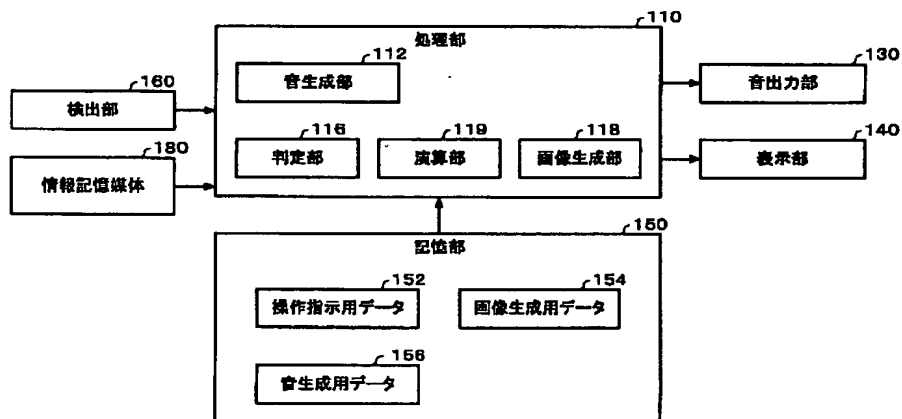 110
処理部
112
音生成部
160
検出部
130
音出力部
116
判定部
119
演算部
118
画像生成部
180
情報記憶媒体
140
表示部
150
記憶部
152
操作指示用データ
154
画像生成用データ
156
音生成用データ